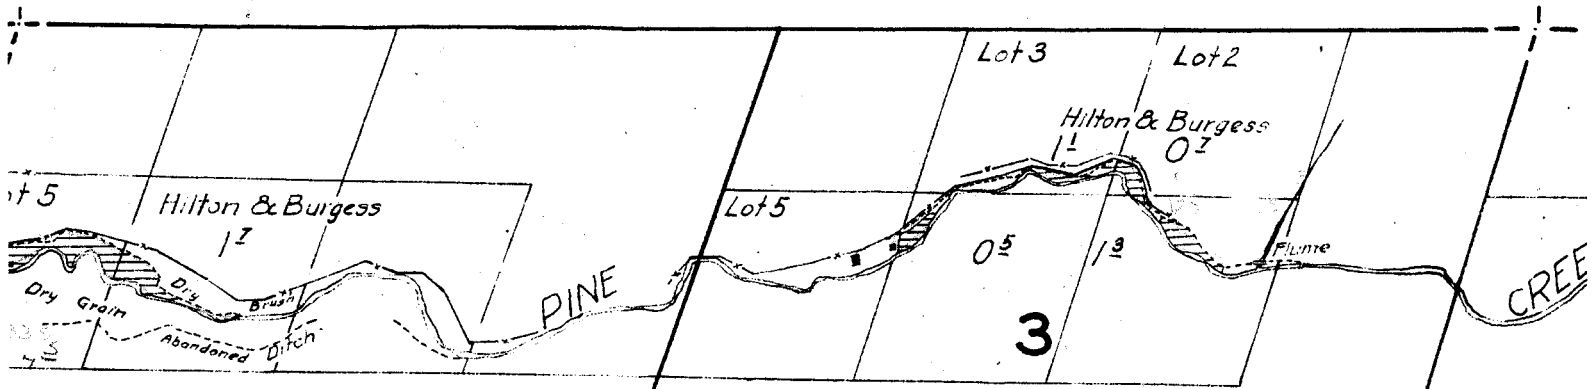 Lot 3
Lot 2
Hilton & Burgess
1 1
0 7
ot 5
Hilton & Burgess
1 7
Lot 5
0 5
1 3
Flume
Dry
Brush
PINE
CREE
Dry Grain
Abandoned Ditch
3